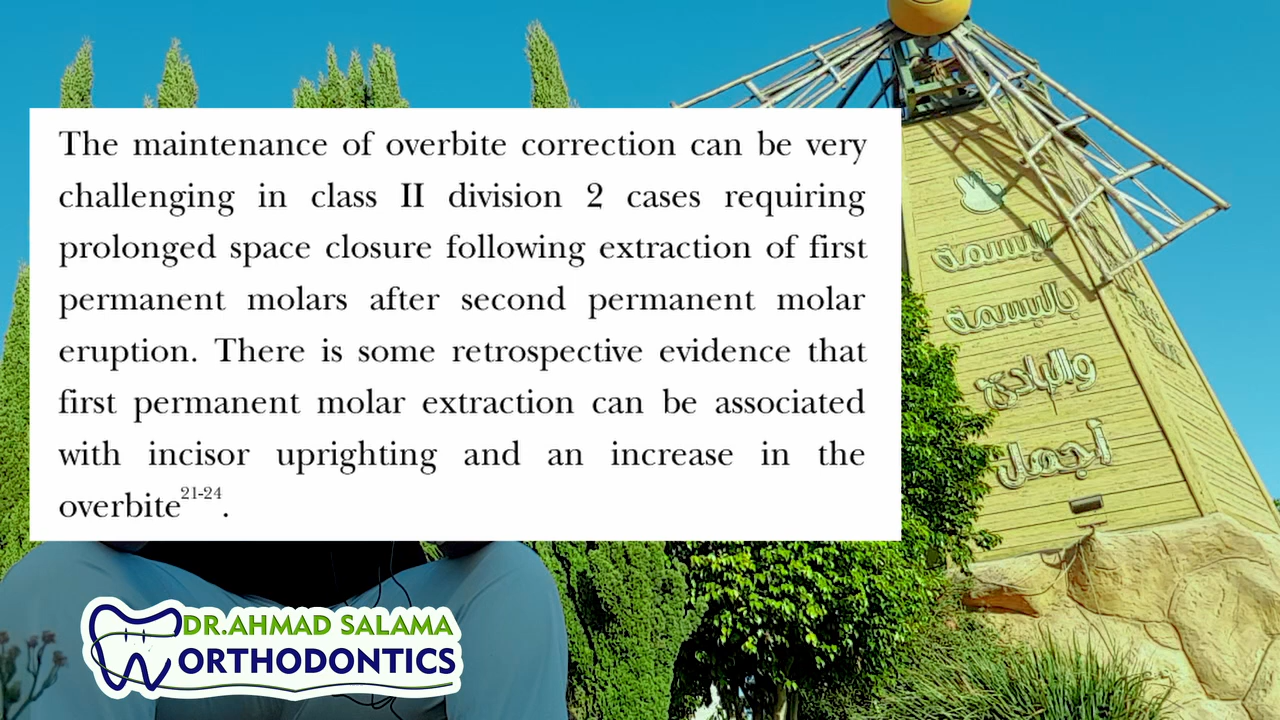 The maintenance of overbite correction can be very
challenging in class II division 2 cases requiring
prolonged space closure following extraction of first
permanent molars after second permanent molar
eruption. There is some retrospective evidence that
first permanent molar extraction can be associated
with incisor uprighting and an increase in the
overbite21-24.
البسمة
بالبسمة
والبادئ
أجمل
DR.AHMAD SALAMA
ORTHODONTICS